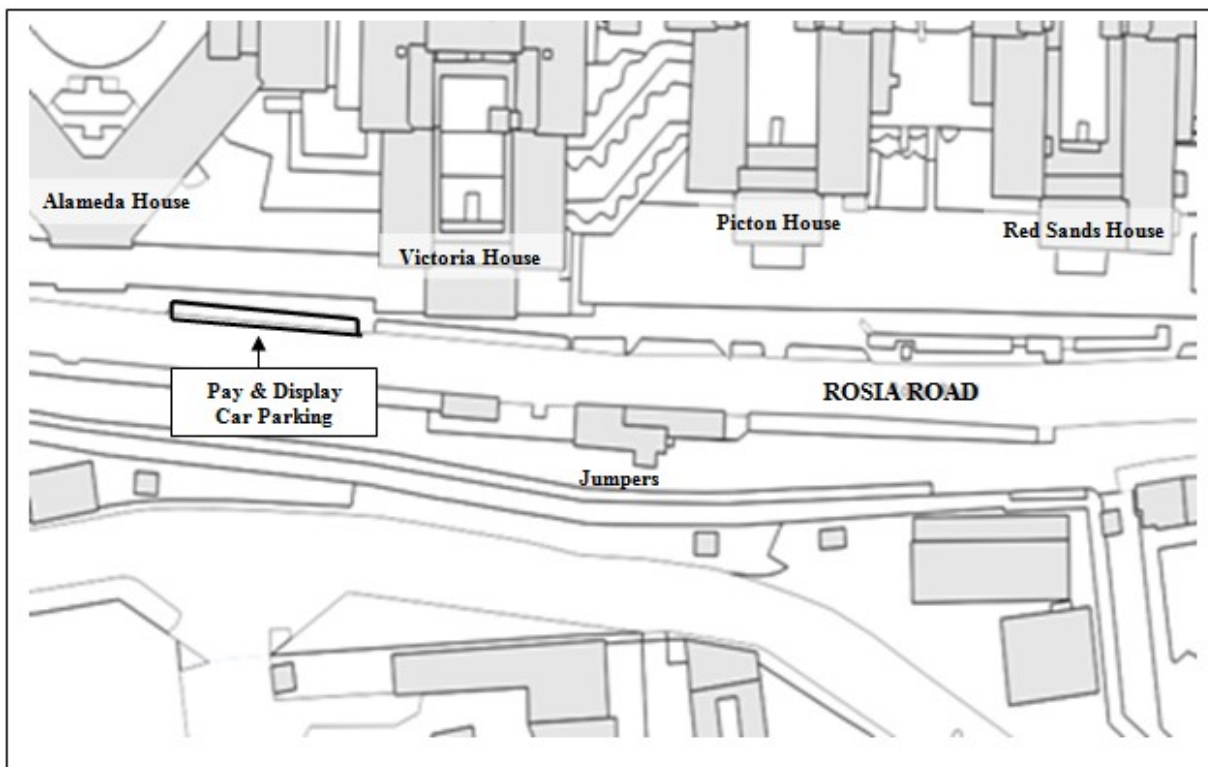 Alameda House
Victoria House
Picton House
Red Sands House
Pay & Display
Car Parking
ROSIA ROAD
Jumpers